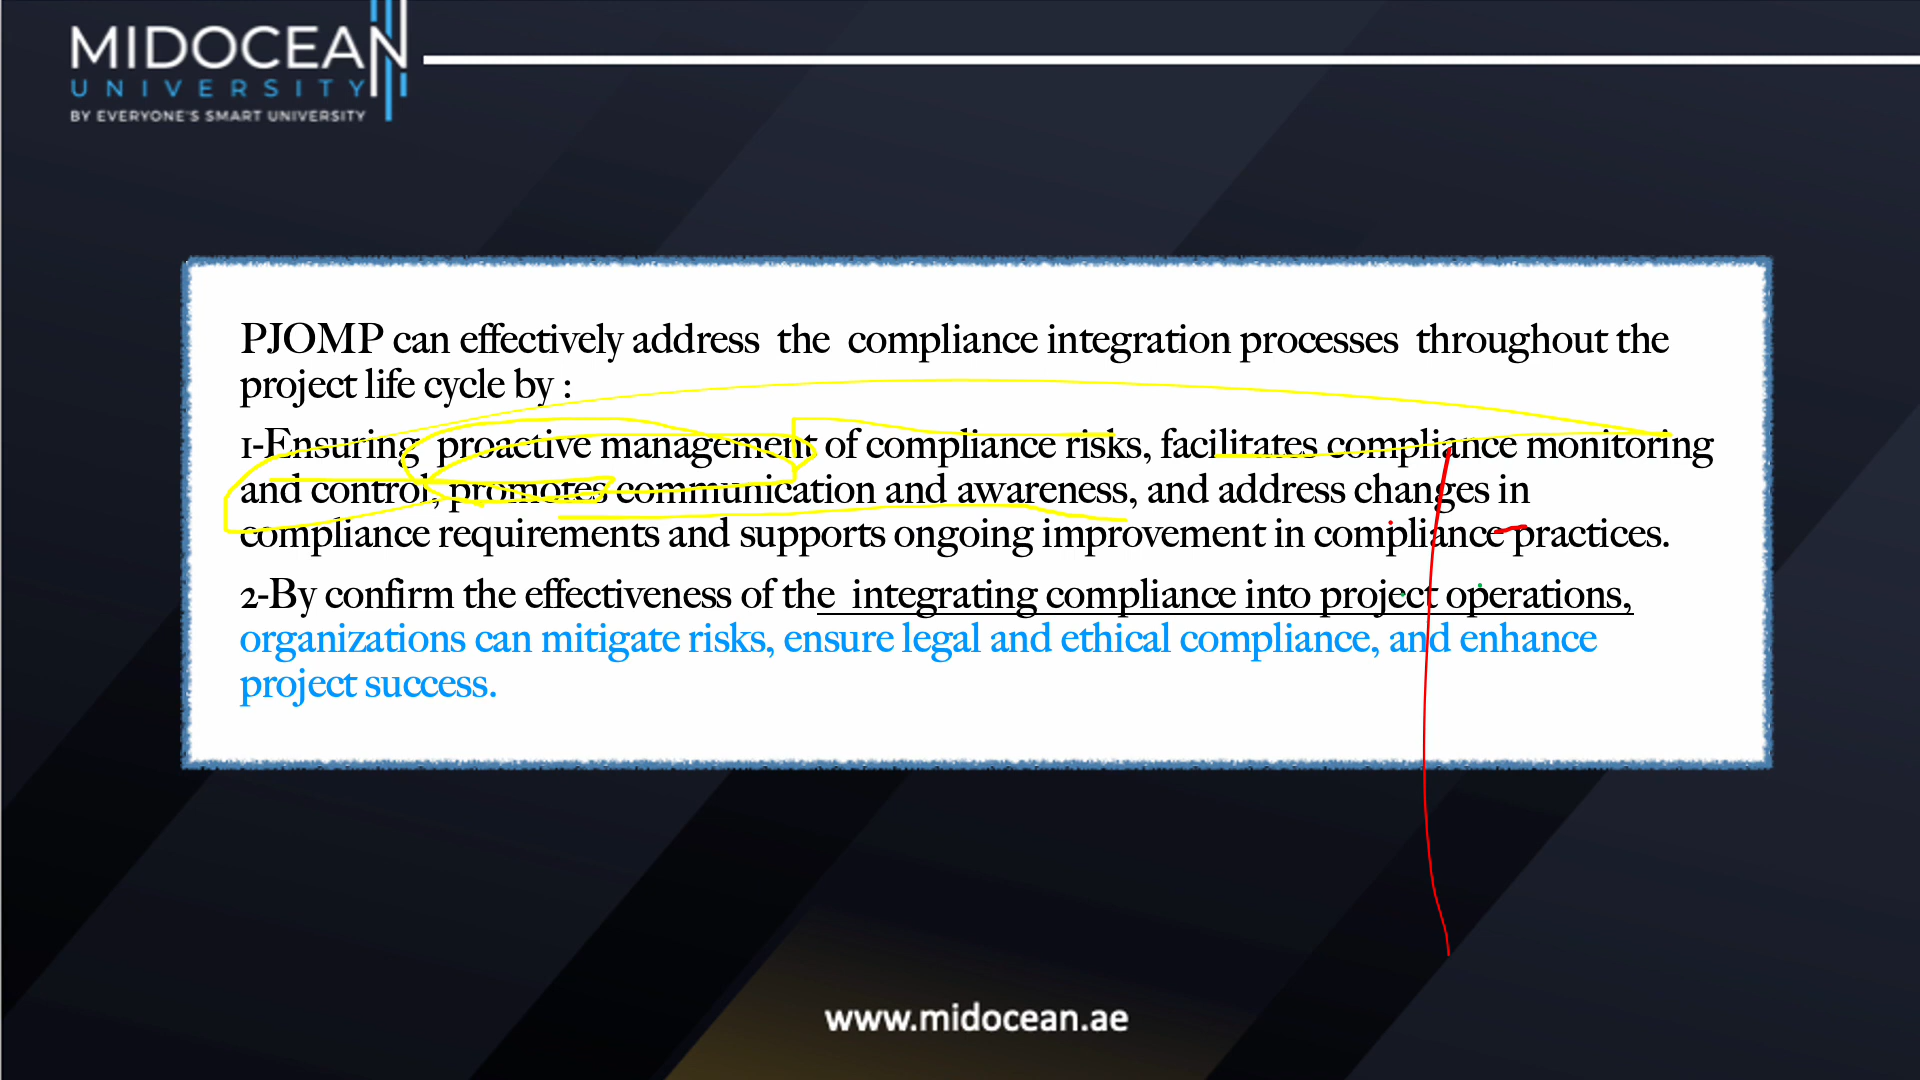 MIDOCEAN
UNIVERSITY
BY EVERYONE'S SMART UNIVERSITY
PJOMP can effectively address the compliance integration processes throughout the
project life cycle by :
1-Ensuring proactive management of compliance risks, facilitates compliance monitoring
and control, promotes communication and awareness, and address changes in
compliance requirements and supports ongoing improvement in compliance practices.
2-By confirm the effectiveness of the integrating compliance into project operations,
organizations can mitigate risks, ensure legal and ethical compliance, and enhance
project success.
www.midocean.ae